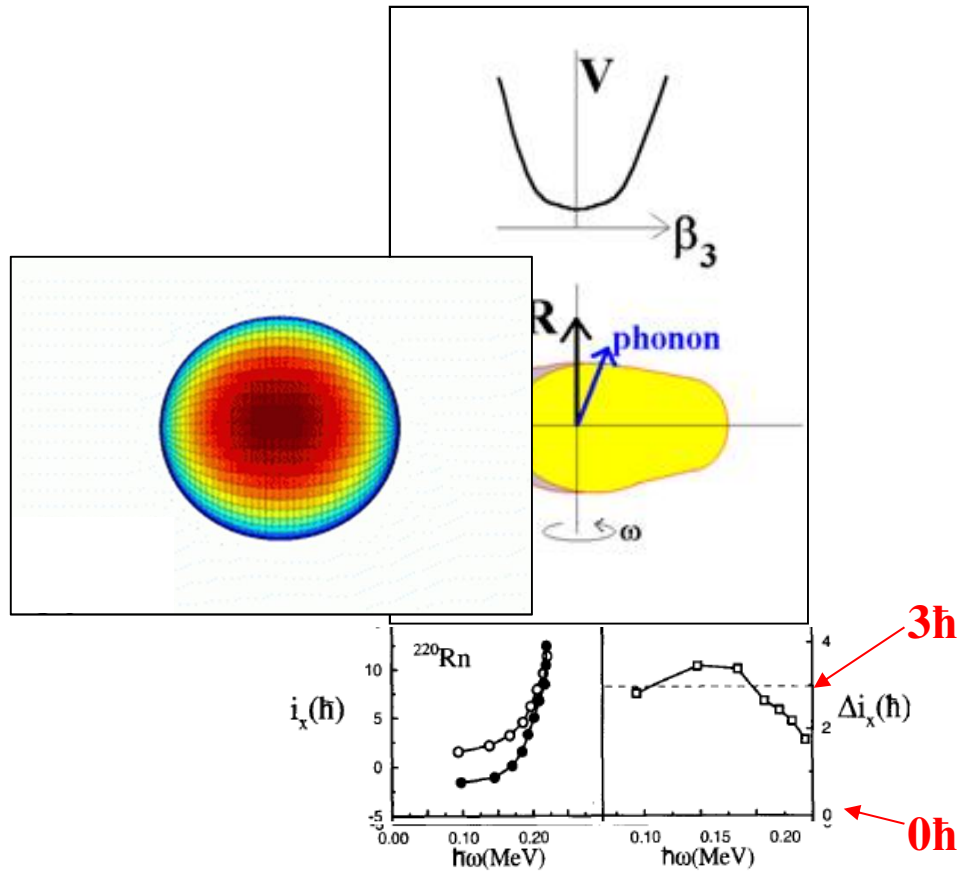 V
β₃
R
phonon
ω
3ħ
²²⁰Rn
iₓ(ħ)
10
5
0
-5
0.00
0.10
0.20
ħω(MeV)
4
2
0
Δiₓ(ħ)
0.10
0.15
0.20
ħω(MeV)
0ħ